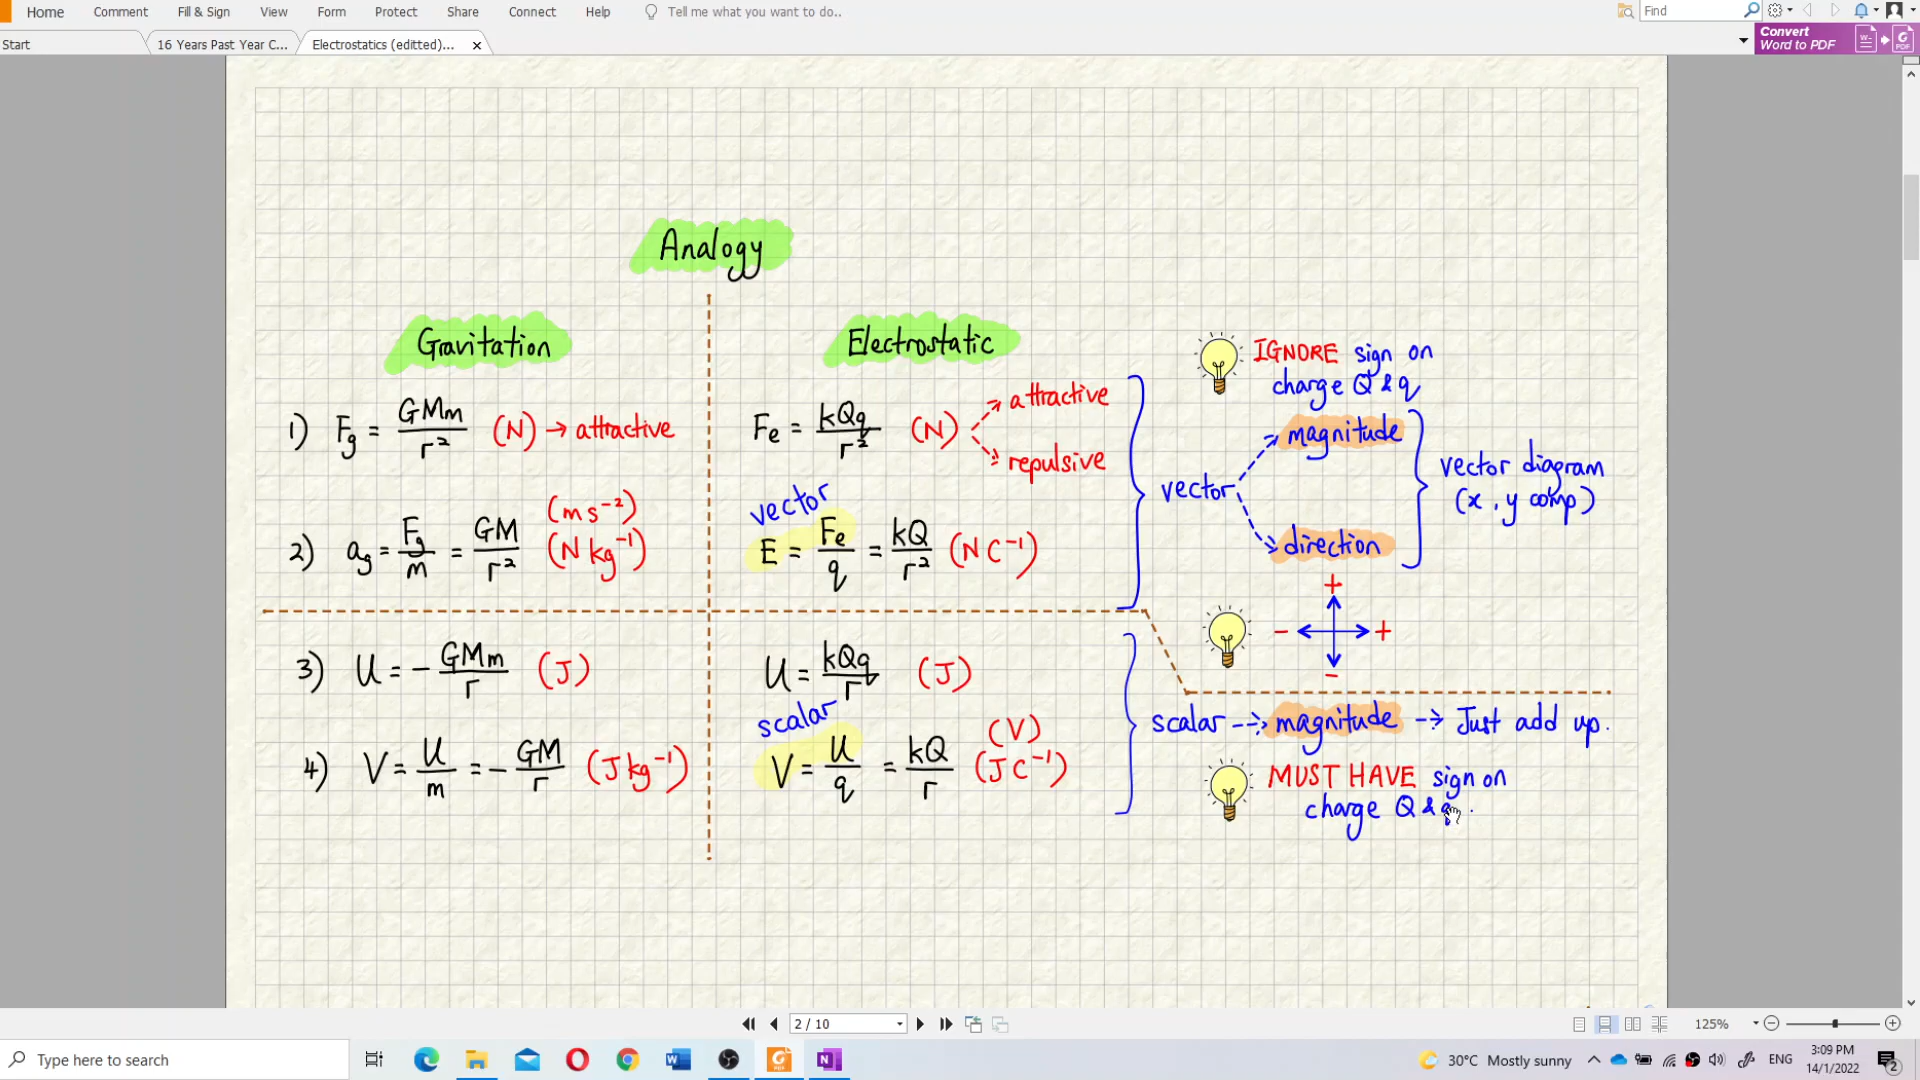 Home Comment Fill & Sign View Form Protect Share Connect Help Tell me what you want to do.. Find
Start 16 Years Past Year C... Electrostatics (editted)... × Convert Word to PDF
Analogy
Gravitation
Electrostatic
IGNORE sign on
charge Q & q
1) Fg = GMm/r² (N) → attractive
Fe = kQq/r² (N)
attractive
repulsive
vector
magnitude
direction
vector diagram
(x, y comp)
2) ag = Fg/m = GM/r² (ms⁻²) (N kg⁻¹)
vector
E = Fe/q = kQ/r² (N C⁻¹)
+
- +
-
3) U = - GMm/r (J)
U = kQq/r (J)
scalar
4) V = U/m = - GM/r (J kg⁻¹)
V = U/q = kQ/r (V) (J C⁻¹)
scalar --> magnitude --> Just add up.
MUST HAVE sign on
charge Q & q.
2 / 10 125%
Type here to search 30°C Mostly sunny ENG 3:09 PM
14/1/2022 2